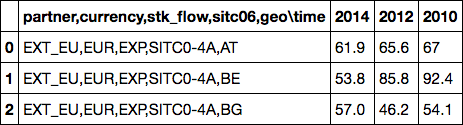 partner,currency,stk_flow,sitc06,geo\time 2014 2012 2010
0 EXT_EU,EUR,EXP,SITC0-4A,AT 61.9 65.6 67
1 EXT_EU,EUR,EXP,SITC0-4A,BE 53.8 85.8 92.4
2 EXT_EU,EUR,EXP,SITC0-4A,BG 57.0 46.2 54.1